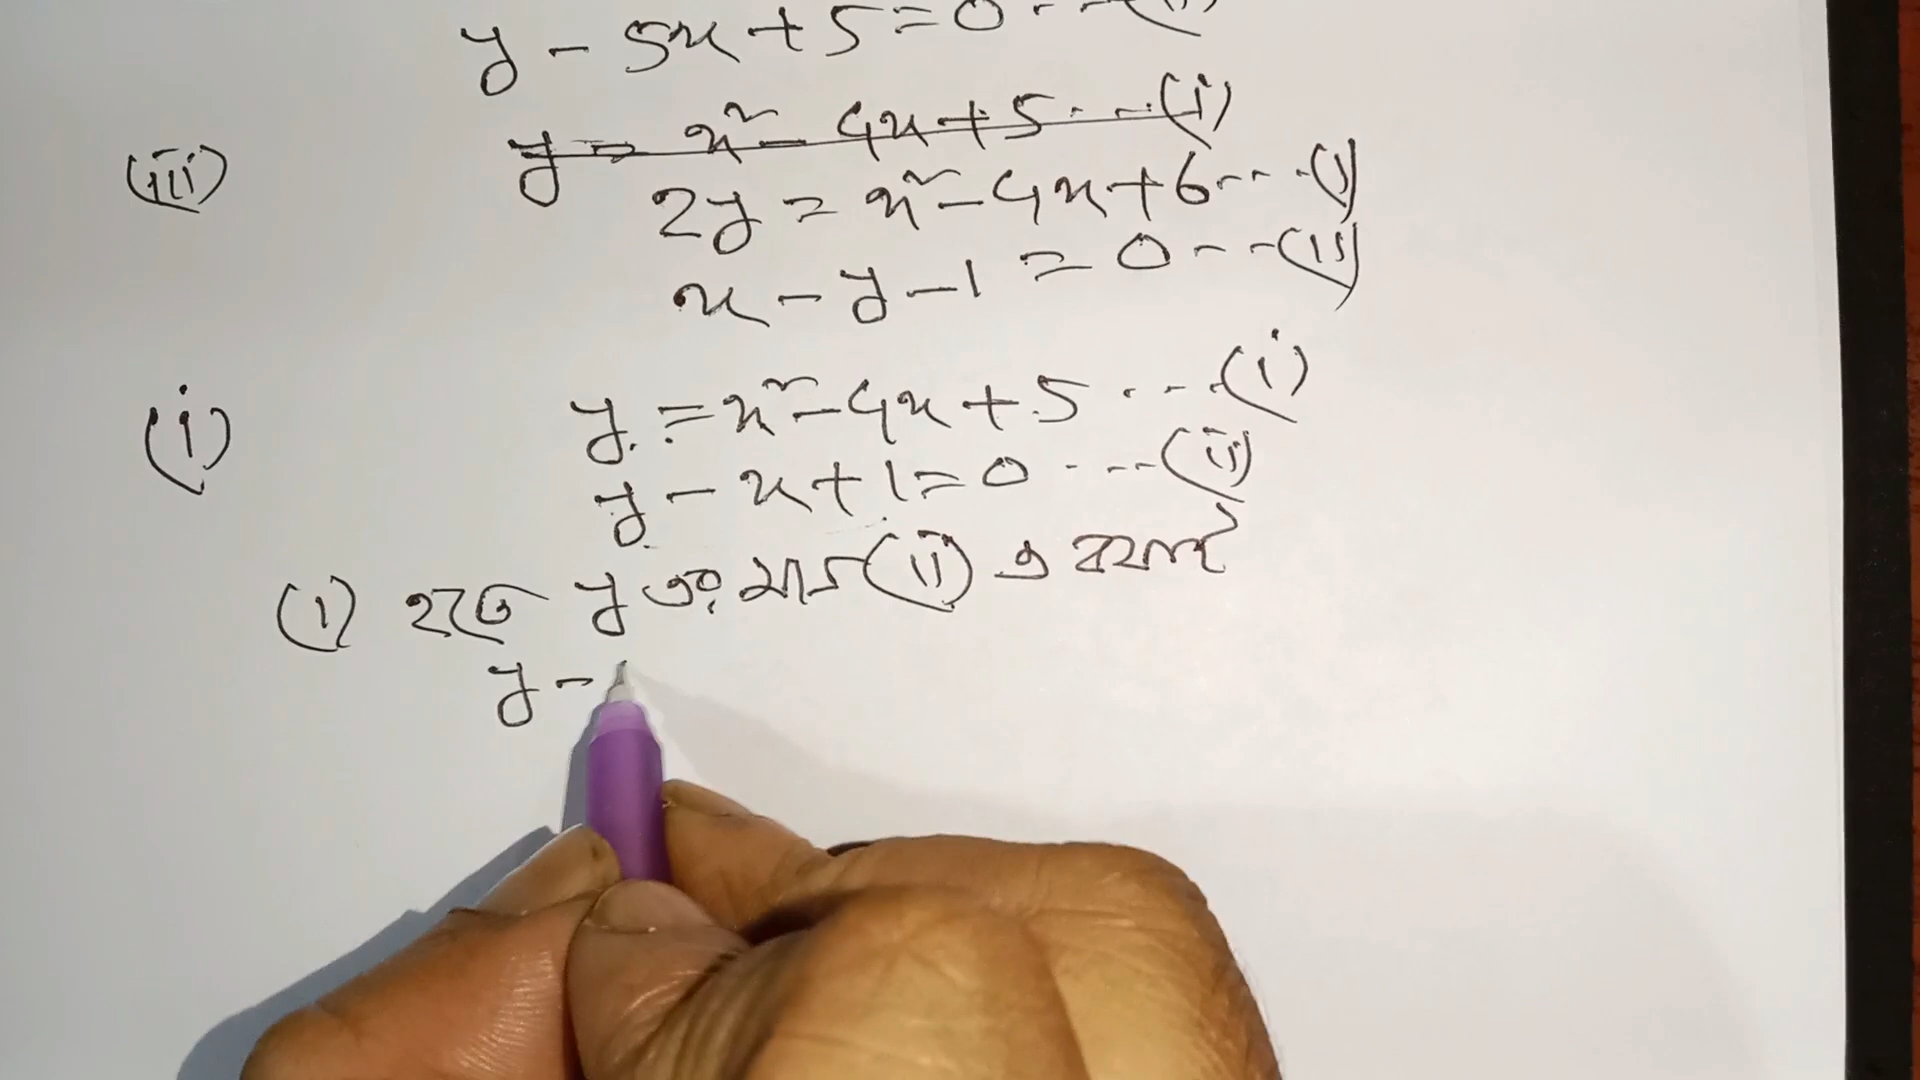 y - 5x + 5 = 0 ...(ii)
y = x² - 4x + 5 ...(i)
(iii) 2y = x² - 4x + 6 ...(i)
x - y - 1 = 0 ...(ii)
(i) y = x² - 4x + 5 ...(i)
y - x + 1 = 0 ...(ii)
(i) হতে y এর মান (ii) এ
y -